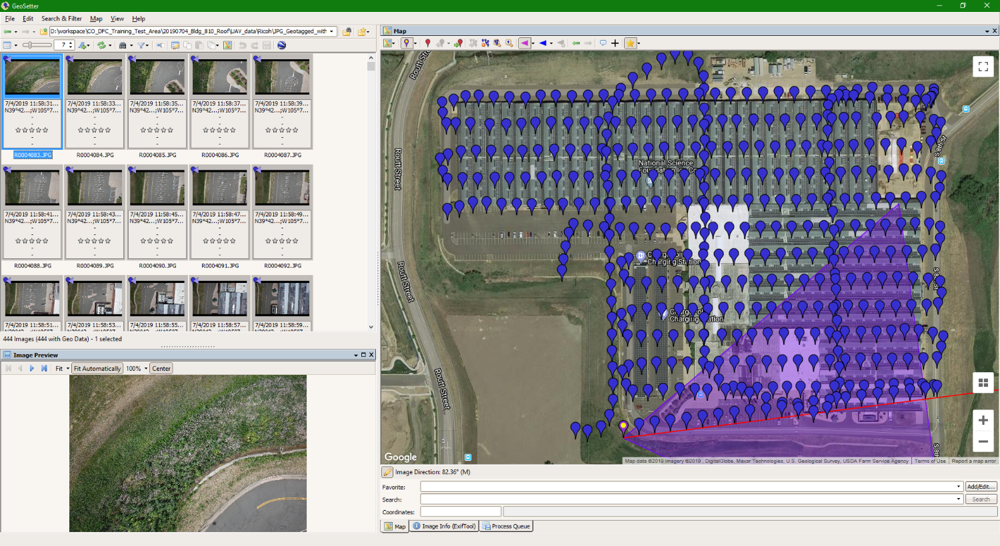 GeoSetter
File Edit Search & Filter Map View Help
D:\workspace\CO_DFC_Training_Test_Area\20190704_Bldg_810_Roof\UAV_data\Ricoh\JPG_Geotagged_with
7
7/4/2019 11:58:31... 7/4/2019 11:58:33... 7/4/2019 11:58:35... 7/4/2019 11:58:37... 7/4/2019 11:58:39...
N39°42...;W105°7... N39°42...;W105°7... N39°42...;W105°7... N39°42...;W105°7... N39°42...;W105°7...
R0004083.JPG R0004084.JPG R0004085.JPG R0004086.JPG R0004087.JPG
7/4/2019 11:58:41... 7/4/2019 11:58:43... 7/4/2019 11:58:45... 7/4/2019 11:58:47... 7/4/2019 11:58:49...
N39°42...;W105°7... N39°42...;W105°7... N39°42...;W105°7... N39°42...;W105°7... N39°42...;W105°7...
R0004088.JPG R0004089.JPG R0004090.JPG R0004091.JPG R0004092.JPG
7/4/2019 11:58:51... 7/4/2019 11:58:53... 7/4/2019 11:58:55... 7/4/2019 11:58:57... 7/4/2019 11:58:59...
444 Images (444 with Geo Data) - 1 selected
Image Preview
Fit Fit Automatically 100% Center
Map
Routt Street
Routt Street
Routt Street
Routt Street
S 8th St
National Science
Charging Station
Charging Station
Google
Map data ©2019 Imagery ©2019 , DigitalGlobe, Maxar Technologies, U.S. Geological Survey, USDA Farm Service Agency Terms of Use Report a map error
Image Direction: 82.36° (M)
Favorite: Add/Edit...
Search: Search
Coordinates:
Map Image Info (ExifTool) Process Queue